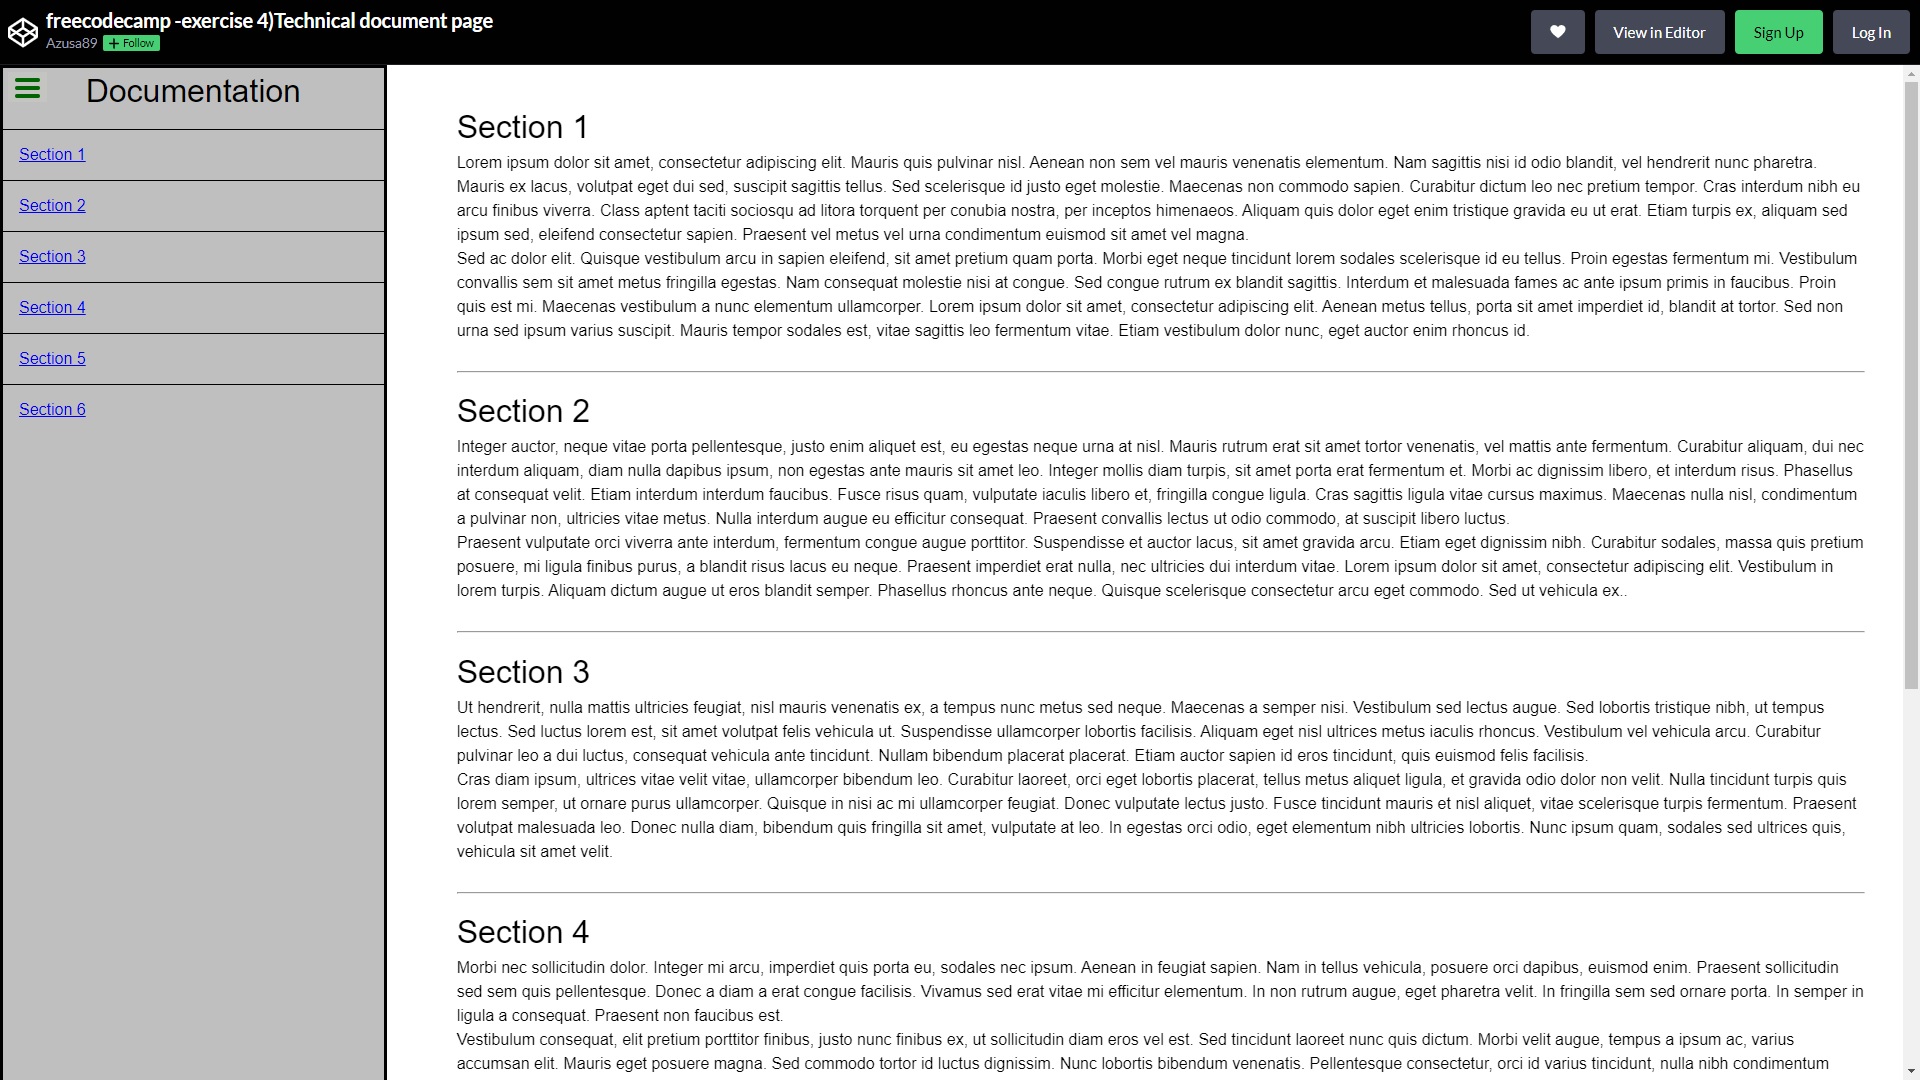 freecodecamp -exercise 4)Technical document page
Azusa89
+ Follow
View in Editor
Sign Up
Log In
Documentation
Section 1
Section 2
Section 3
Section 4
Section 5
Section 6
Section 1
Lorem ipsum dolor sit amet, consectetur adipiscing elit. Mauris quis pulvinar nisl. Aenean non sem vel mauris venenatis elementum. Nam sagittis nisi id odio blandit, vel hendrerit nunc pharetra.
Mauris ex lacus, volutpat eget dui sed, suscipit sagittis tellus. Sed scelerisque id justo eget molestie. Maecenas non commodo sapien. Curabitur dictum leo nec pretium tempor. Cras interdum nibh eu
arcu finibus viverra. Class aptent taciti sociosqu ad litora torquent per conubia nostra, per inceptos himenaeos. Aliquam quis dolor eget enim tristique gravida eu ut erat. Etiam turpis ex, aliquam sed
ipsum sed, eleifend consectetur sapien. Praesent vel metus vel urna condimentum euismod sit amet vel magna.
Sed ac dolor elit. Quisque vestibulum arcu in sapien eleifend, sit amet pretium quam porta. Morbi eget neque tincidunt lorem sodales scelerisque id eu tellus. Proin egestas fermentum mi. Vestibulum
convallis sem sit amet metus fringilla egestas. Nam consequat molestie nisi at congue. Sed congue rutrum ex blandit sagittis. Interdum et malesuada fames ac ante ipsum primis in faucibus. Proin
quis est mi. Maecenas vestibulum a nunc elementum ullamcorper. Lorem ipsum dolor sit amet, consectetur adipiscing elit. Aenean metus tellus, porta sit amet imperdiet id, blandit at tortor. Sed non
urna sed ipsum varius suscipit. Mauris tempor sodales est, vitae sagittis leo fermentum vitae. Etiam vestibulum dolor nunc, eget auctor enim rhoncus id.
Section 2
Integer auctor, neque vitae porta pellentesque, justo enim aliquet est, eu egestas neque urna at nisl. Mauris rutrum erat sit amet tortor venenatis, vel mattis ante fermentum. Curabitur aliquam, dui nec
interdum aliquam, diam nulla dapibus ipsum, non egestas ante mauris sit amet leo. Integer mollis diam turpis, sit amet porta erat fermentum et. Morbi ac dignissim libero, et interdum risus. Phasellus
at consequat velit. Etiam interdum interdum faucibus. Fusce risus quam, vulputate iaculis libero et, fringilla congue ligula. Cras sagittis ligula vitae cursus maximus. Maecenas nulla nisl, condimentum
a pulvinar non, ultricies vitae metus. Nulla interdum augue eu efficitur consequat. Praesent convallis lectus ut odio commodo, at suscipit libero luctus.
Praesent vulputate orci viverra ante interdum, fermentum congue augue porttitor. Suspendisse et auctor lacus, sit amet gravida arcu. Etiam eget dignissim nibh. Curabitur sodales, massa quis pretium
posuere, mi ligula finibus purus, a blandit risus lacus eu neque. Praesent imperdiet erat nulla, nec ultricies dui interdum vitae. Lorem ipsum dolor sit amet, consectetur adipiscing elit. Vestibulum in
lorem turpis. Aliquam dictum augue ut eros blandit semper. Phasellus rhoncus ante neque. Quisque scelerisque consectetur arcu eget commodo. Sed ut vehicula ex..
Section 3
Ut hendrerit, nulla mattis ultricies feugiat, nisl mauris venenatis ex, a tempus nunc metus sed neque. Maecenas a semper nisi. Vestibulum sed lectus augue. Sed lobortis tristique nibh, ut tempus
lectus. Sed luctus lorem est, sit amet volutpat felis vehicula ut. Suspendisse ullamcorper lobortis facilisis. Aliquam eget nisl ultrices metus iaculis rhoncus. Vestibulum vel vehicula arcu. Curabitur
pulvinar leo a dui luctus, consequat vehicula ante tincidunt. Nullam bibendum placerat placerat. Etiam auctor sapien id eros tincidunt, quis euismod felis facilisis.
Cras diam ipsum, ultrices vitae velit vitae, ullamcorper bibendum leo. Curabitur laoreet, orci eget lobortis placerat, tellus metus aliquet ligula, et gravida odio dolor non velit. Nulla tincidunt turpis quis
lorem semper, ut ornare purus ullamcorper. Quisque in nisi ac mi ullamcorper feugiat. Donec vulputate lectus justo. Fusce tincidunt mauris et nisl aliquet, vitae scelerisque turpis fermentum. Praesent
volutpat malesuada leo. Donec nulla diam, bibendum quis fringilla sit amet, vulputate at leo. In egestas orci odio, eget elementum nibh ultricies lobortis. Nunc ipsum quam, sodales sed ultrices quis,
vehicula sit amet velit.
Section 4
Morbi nec sollicitudin dolor. Integer mi arcu, imperdiet quis porta eu, sodales nec ipsum. Aenean in feugiat sapien. Nam in tellus vehicula, posuere orci dapibus, euismod enim. Praesent sollicitudin
sed sem quis pellentesque. Donec a diam a erat congue facilisis. Vivamus sed erat vitae mi efficitur elementum. In non rutrum augue, eget pharetra velit. In fringilla sem sed ornare porta. In semper in
ligula a consequat. Praesent non faucibus est.
Vestibulum consequat, elit pretium porttitor finibus, justo nunc finibus ex, ut sollicitudin diam eros vel est. Sed tincidunt laoreet nunc quis dictum. Morbi velit augue, tempus a ipsum ac, varius
accumsan elit. Mauris eget posuere magna. Sed commodo tortor id luctus dignissim. Nunc lobortis bibendum venenatis. Pellentesque consectetur, orci id varius tincidunt, nulla nibh condimentum